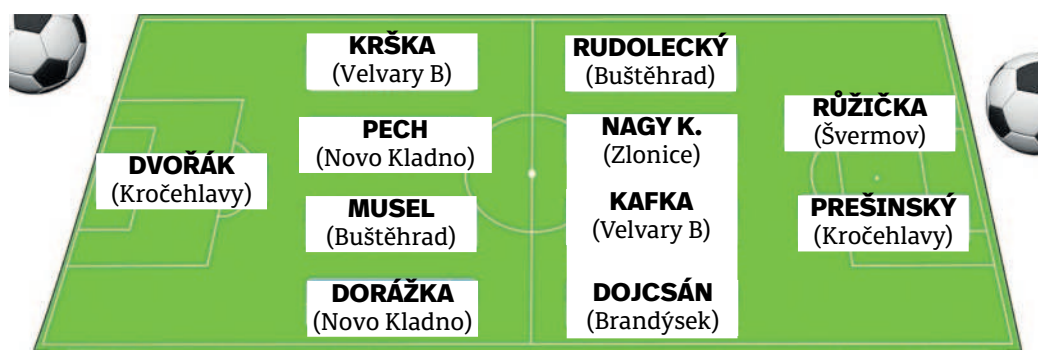 DVOŘÁK
(Kročehlavy)
KRŠKA
(Velvary B)
PECH
(Novo Kladno)
MUSEL
(Buštěhrad)
DORÁŽKA
(Novo Kladno)
RUDOLECKÝ
(Buštěhrad)
NAGY K.
(Zlonice)
KAFKA
(Velvary B)
DOJCSÁN
(Brandýsek)
RŮŽIČKA
(Švermov)
PREŠINSKÝ
(Kročehlavy)